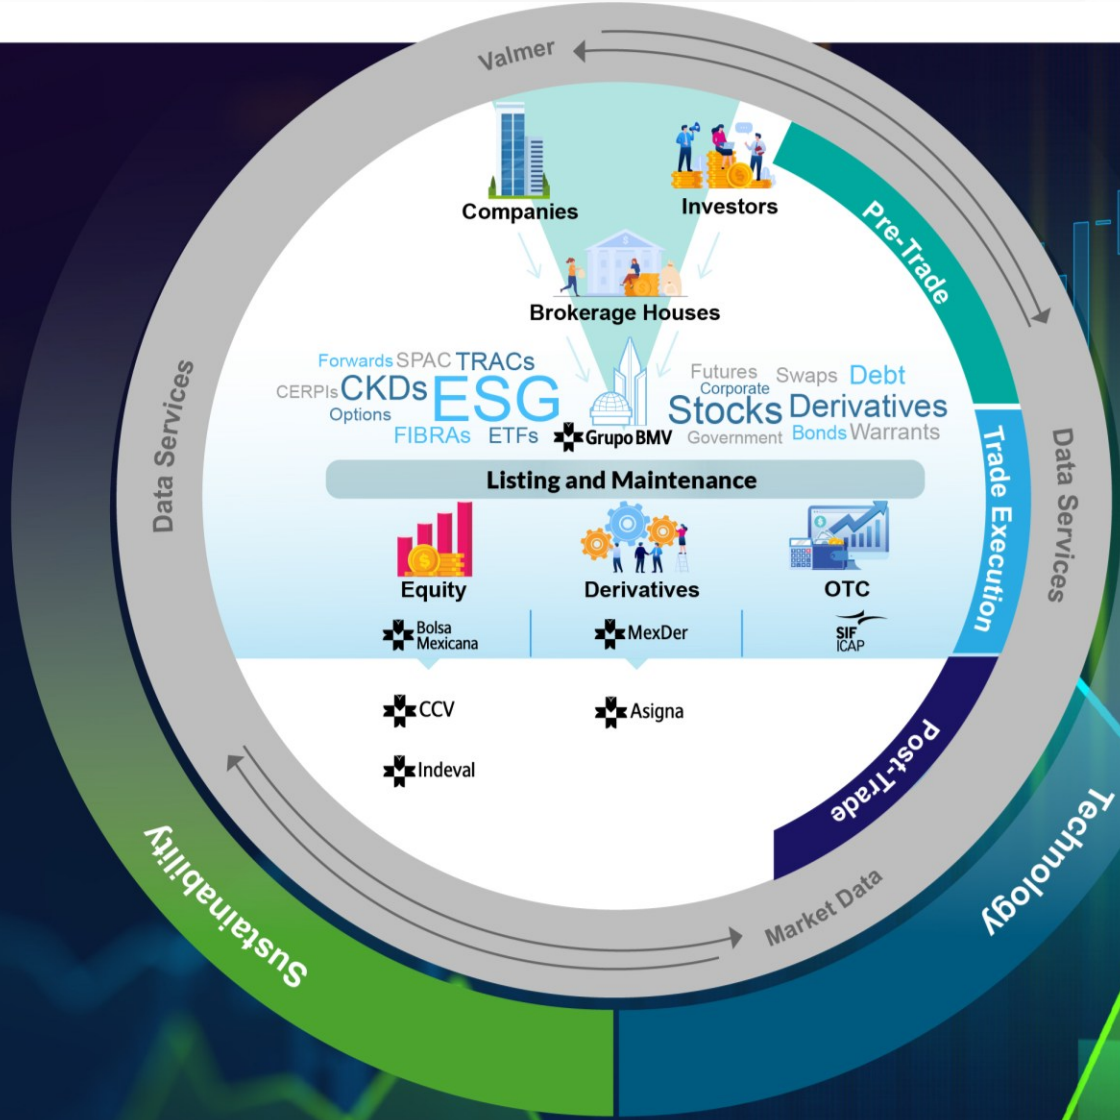 Valmer
Companies
Investors
Pre-Trade
Brokerage Houses
Forwards SPAC TRACs
CERPIs CKDs ESG
Options
FIBRAs ETFs
Grupo BMV
Futures Swaps Debt
Corporate
Stocks Derivatives
Government Bonds Warrants
Data Services
Listing and Maintenance
Trade Execution
Data Services
Equity
Derivatives
OTC
Bolsa
Mexicana
MexDer
SIF
ICAP
CCV
Asigna
Indeval
Post-Trade
Market Data
Sustainability
Technology